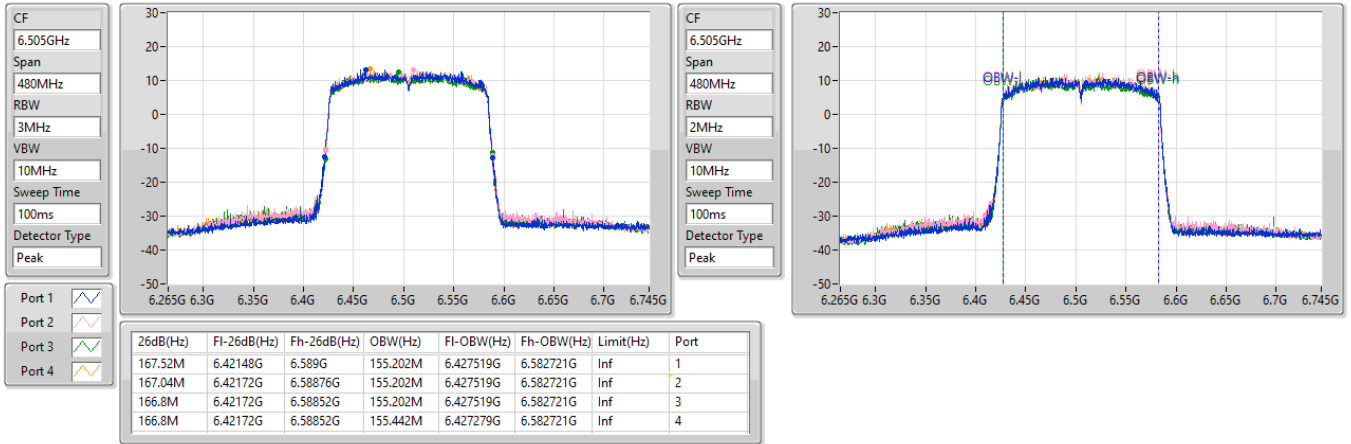 CF
6.505GHz
Span
480MHz
RBW
3MHz
VBW
10MHz
Sweep Time
100ms
Detector Type
Peak
30
20
10
0
-10
-20
-30
-40
-50
6.265G 6.3G 6.35G 6.4G 6.45G 6.5G 6.55G 6.6G 6.65G 6.7G 6.745G
CF
6.505GHz
Span
480MHz
RBW
2MHz
VBW
10MHz
Sweep Time
100ms
Detector Type
Peak
30
20
10
0
-10
-20
-30
-40
-50
OBW-l OBW-h
6.265G 6.3G 6.35G 6.4G 6.45G 6.5G 6.55G 6.6G 6.65G 6.7G 6.745G
Port 1
Port 2
Port 3
Port 4
26dB(Hz) Fl-26dB(Hz) Fh-26dB(Hz) OBW(Hz) Fl-OBW(Hz) Fh-OBW(Hz) Limit(Hz) Port
167.52M 6.42148G 6.589G 155.202M 6.427519G 6.582721G Inf 1
167.04M 6.42172G 6.58876G 155.202M 6.427519G 6.582721G Inf 2
166.8M 6.42172G 6.58852G 155.202M 6.427519G 6.582721G Inf 3
166.8M 6.42172G 6.58852G 155.442M 6.427279G 6.582721G Inf 4